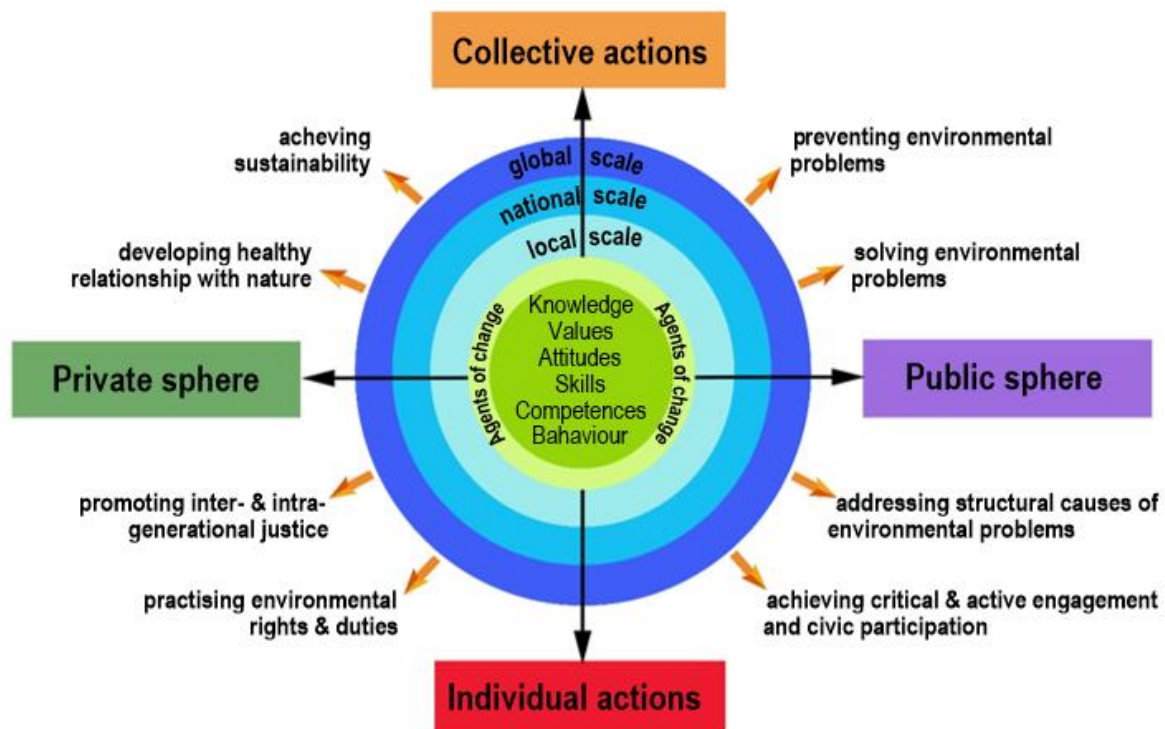 Collective actions
acheving
sustainability
preventing environmental
problems
global scale
national scale
local scale
developing healthy
relationship with nature
solving environmental
problems
Agents of change
Knowledge
Values
Attitudes
Skills
Competences
Bahaviour
Agents of change
Private sphere
Public sphere
promoting inter- & intra-
generational justice
addressing structural causes of
environmental problems
practising environmental
rights & duties
achieving critical & active engagement
and civic participation
Individual actions